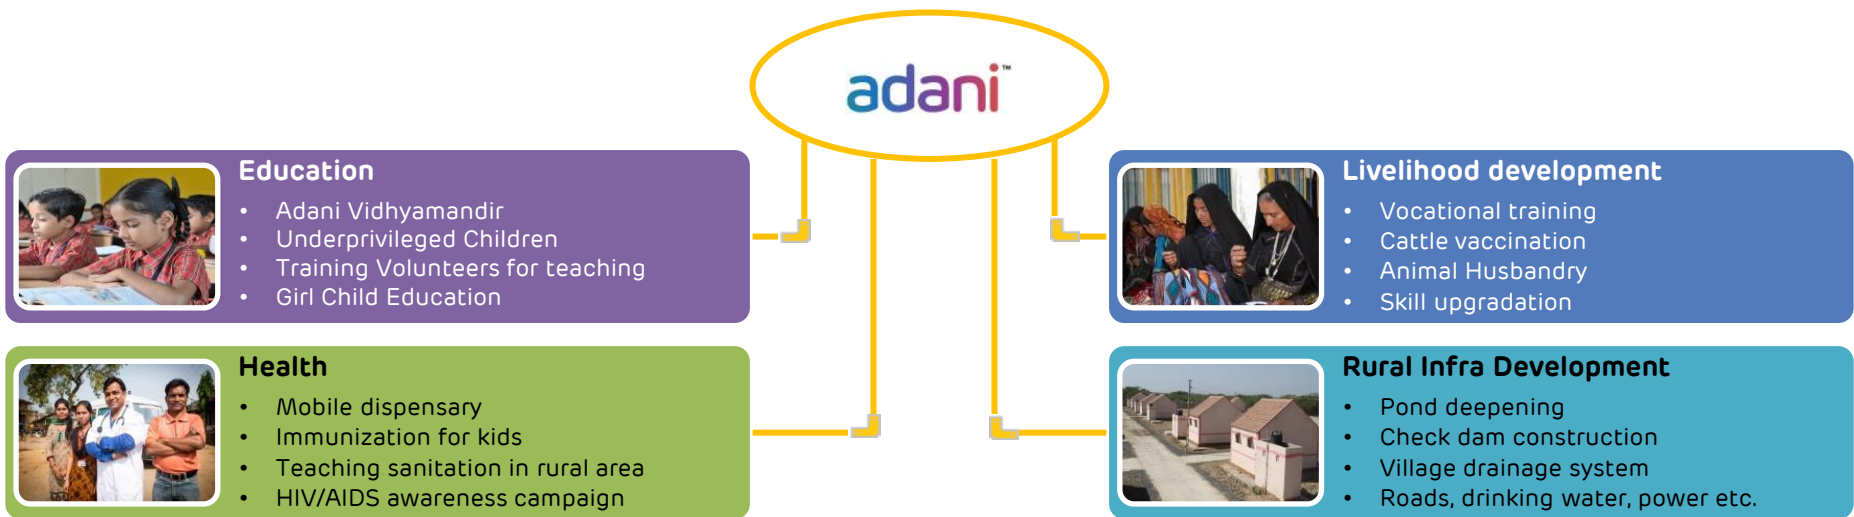 adani™
Education
• Adani Vidhyamandir
• Underprivileged Children
• Training Volunteers for teaching
• Girl Child Education
Health
• Mobile dispensary
• Immunization for kids
• Teaching sanitation in rural area
• HIV/AIDS awareness campaign
Livelihood development
• Vocational training
• Cattle vaccination
• Animal Husbandry
• Skill upgradation
Rural Infra Development
• Pond deepening
• Check dam construction
• Village drainage system
• Roads, drinking water, power etc.